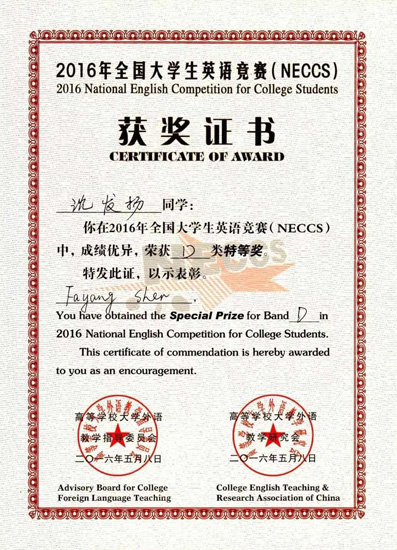 2016年全国大学生英语竞赛(NECCS)
2016 National English Competition for College Students
获奖证书
CERTIFICATE OF AWARD
沈发扬 同学:
你在2016年全国大学生英语竞赛(NECCS)
中,成绩优异,荣获 D 类特等奖
特发此证,以示表彰。
NECCS
Fayang Shen.
You have obtained the Special Prize for Band D in
2016 National English Competition for College Students.
This certificate of commendation is hereby awarded
to you as an encouragement.
高等学校大学外语 高等学校大学外语
教学指导委员会 教学研究会
二〇一六年五月八日 二〇一六年五月八日
Advisory Board for College College English Teaching &
Foreign Language Teaching Research Association of China